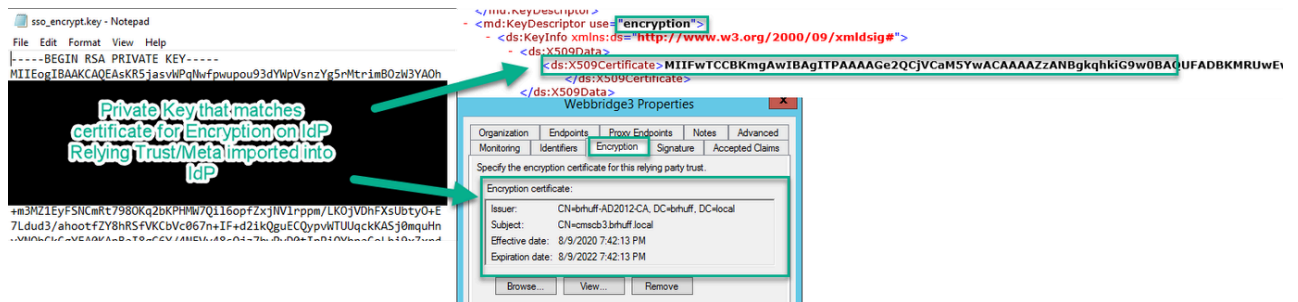 sso_encrypt.key - Notepad
File Edit Format View Help
-----BEGIN RSA PRIVATE KEY-----
MIIEogIBAAKCAQEAsKR5jasvWPqNwfpwupou93dYWpVsnzYg5rMtrimBOzW3YAOh
Private Key that matches
certificate for Encryption on IdP
Relying Trust/Meta imported into
IdP
+m3MZ1EyFSNCmRt798OKq2bKPHMW7Qil6opfZxjNVlrppm/LKOjVDhFXsUbtyO+E
7Ldud3/ahootfZY8hRSfVKCbVc067n+IF+d2ikQguECQypvWTUUqckKASj0mquHn
</md:KeyDescriptor>
- <md:KeyDescriptor use="encryption">
- <ds:KeyInfo xmlns:ds="http://www.w3.org/2000/09/xmldsig#">
- <ds:X509Data>
<ds:X509Certificate>MIIFwTCCBKmgAwIBAgITPAAAAGe2QCjVCaM5YwACAAAAZzANBgkqhkiG9w0BAQUFADBKMRUwEv
</ds:X509Certificate>
</ds:X509Data>
Webbridge3 Properties
x
Organization Endpoints Proxy Endpoints Notes Advanced
Monitoring Identifiers Encryption Signature Accepted Claims
Specify the encryption certificate for this relying party trust.
Encryption certificate:
Issuer: CN=brhuff-AD2012-CA, DC=brhuff, DC=local
Subject: CN=cmscb3.brhuff.local
Effective date: 8/9/2020 7:42:13 PM
Expiration date: 8/9/2022 7:42:13 PM
Browse... View... Remove